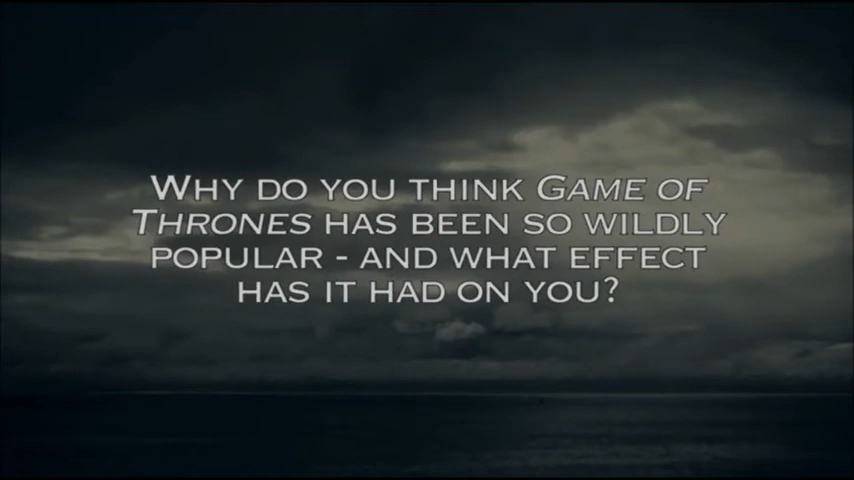 Why do you think Game of
Thrones has been so wildly
popular - and what effect
has it had on you?